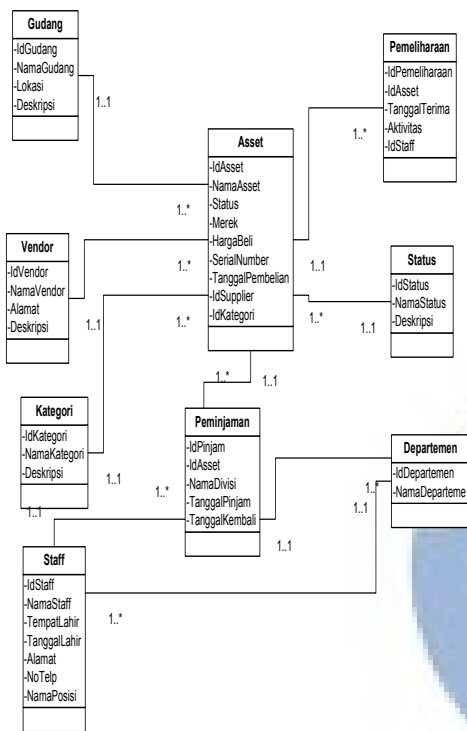 Gudang
-IdGudang
-NamaGudang
-Lokasi
-Deskripsi
1..1
Pemeliharaan
-IdPemeliharaan
-IdAsset
-TanggalTerima
-Aktivitas
-IdStaff
1..*
Asset
-IdAsset
-NamaAsset
-Status
-Merek
-HargaBeli
-SerialNumber
-TanggalPembelian
-IdSupplier
-IdKategori
1..*
1..*
1..*
1..1
1..*
1..*
1..1
Vendor
-IdVendor
-NamaVendor
-Alamat
-Deskripsi
1..1
Status
-IdStatus
-NamaStatus
-Deskripsi
1..1
Kategori
-IdKategori
-NamaKategori
-Deskripsi
1..1
1..1
Peminjaman
-IdPinjam
-IdAsset
-NamaDivisi
-TanggalPinjam
-TanggalKembali
1..*
1..1
Departemen
-IdDepartemen
-NamaDeparteme
1..*
1..1
Staff
-IdStaff
-NamaStaff
-TempatLahir
-TanggalLahir
-Alamat
-NoTelp
-NamaPosisi
1..*